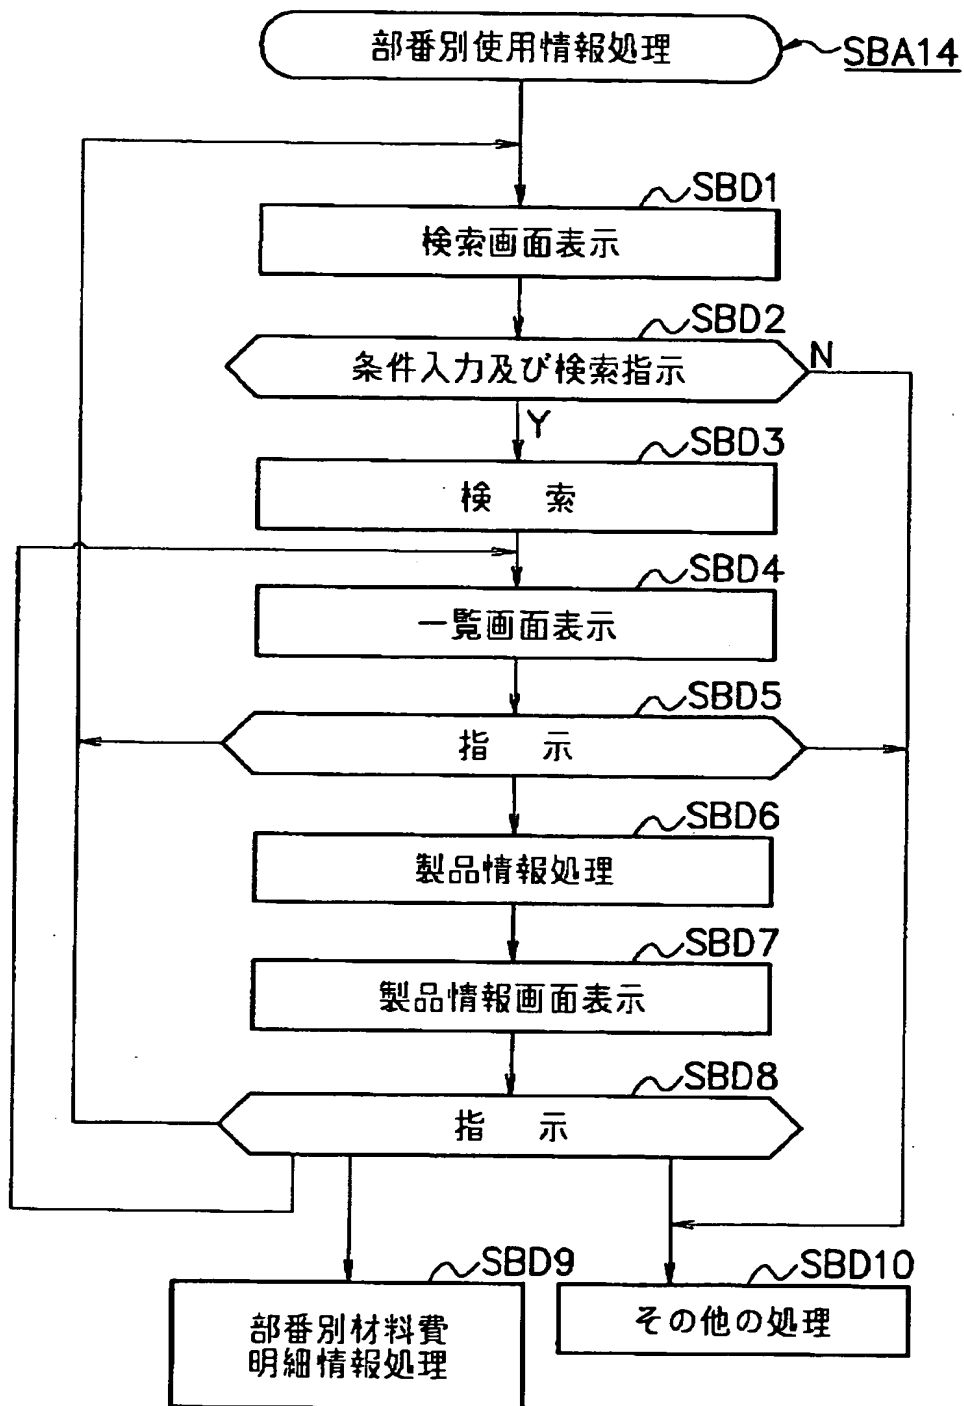 部番別使用情報処理
SBA14
SBD1
検索画面表示
SBD2
条件入力及び検索指示
N
Y
SBD3
検 索
SBD4
一覧画面表示
SBD5
指 示
SBD6
製品情報処理
SBD7
製品情報画面表示
SBD8
指 示
SBD9
部番別材料費
明細情報処理
SBD10
その他の処理